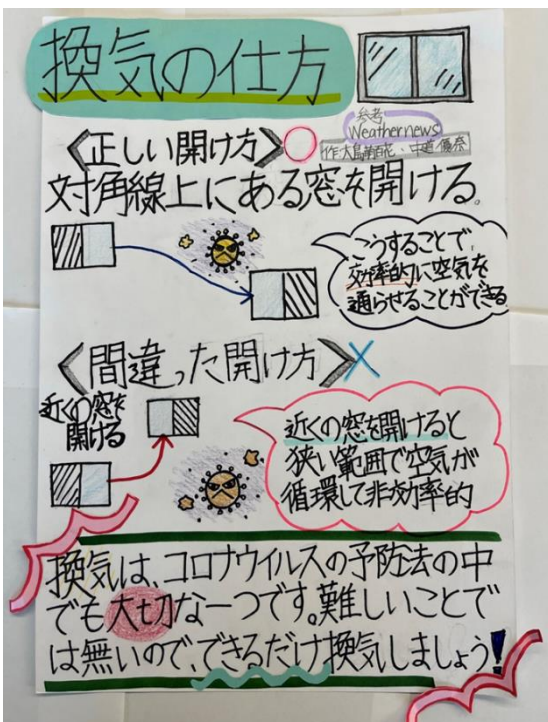 換気の仕方
参考
Weathernews
〈正しい開け方〉
対角線上にある窓を開ける。
こうすることで、
効率的に空気を
通らせることができる
〈間違った開け方〉
近くの窓を
開ける
近くの窓を開けると
狭い範囲で空気が
循環して非効率的
換気は、コロナウイルスの予防法の中
でも大切な一つです。難しいことで
は無いので、できるだけ換気しましょう!